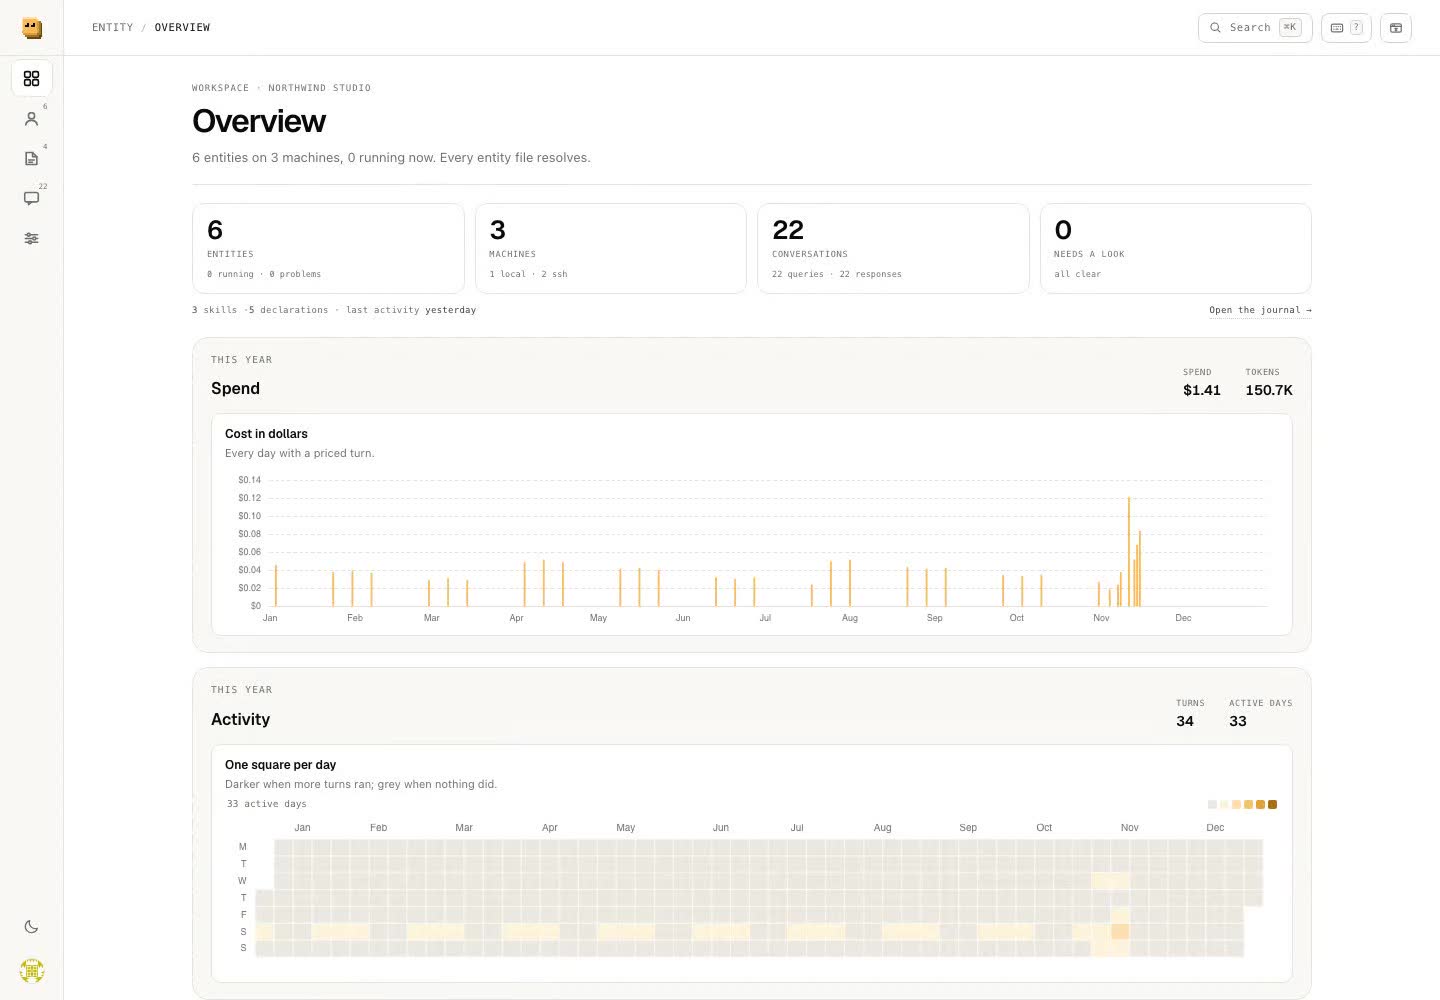 ENTITY / OVERVIEW
Search ⌘K
?
6
4
22
WORKSPACE · NORTHWIND STUDIO
Overview
6 entities on 3 machines, 0 running now. Every entity file resolves.
6
ENTITIES
0 running · 0 problems
3
MACHINES
1 local · 2 ssh
22
CONVERSATIONS
22 queries · 22 responses
0
NEEDS A LOOK
all clear
3 skills ·5 declarations · last activity yesterday
Open the journal →
THIS YEAR
Spend
SPEND
$1.41
TOKENS
150.7K
Cost in dollars
Every day with a priced turn.
$0.14
$0.12
$0.10
$0.08
$0.06
$0.04
$0.02
$0
Jan Feb Mar Apr May Jun Jul Aug Sep Oct Nov Dec
THIS YEAR
Activity
TURNS
34
ACTIVE DAYS
33
One square per day
Darker when more turns ran; grey when nothing did.
33 active days
Jan Feb Mar Apr May Jun Jul Aug Sep Oct Nov Dec
M
T
W
T
F
S
S